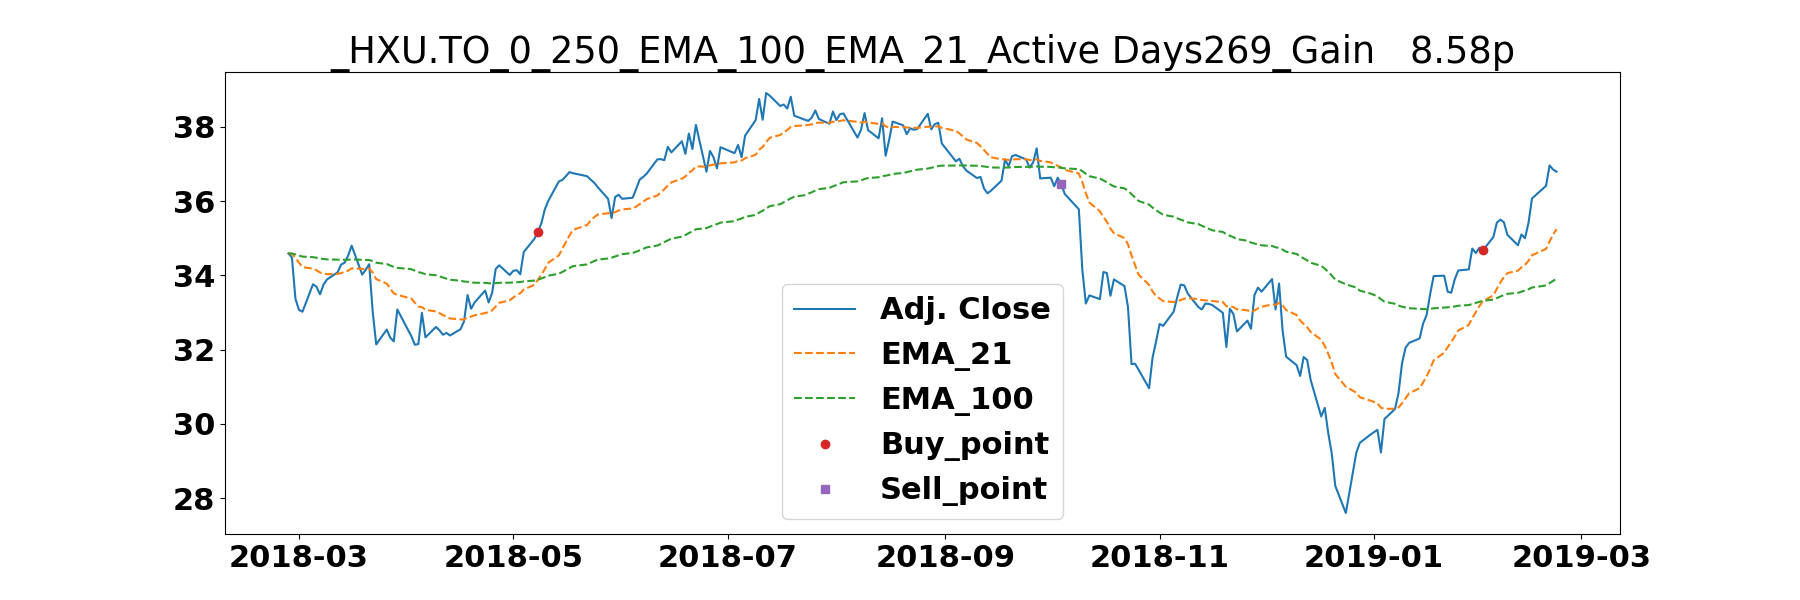 _HXU.TO_0_250_EMA_100_EMA_21_Active Days269_Gain   8.58p
38
36
34
32
30
28
Adj. Close
EMA_21
EMA_100
Buy_point
Sell_point
2018-03 2018-05 2018-07 2018-09 2018-11 2019-01 2019-03